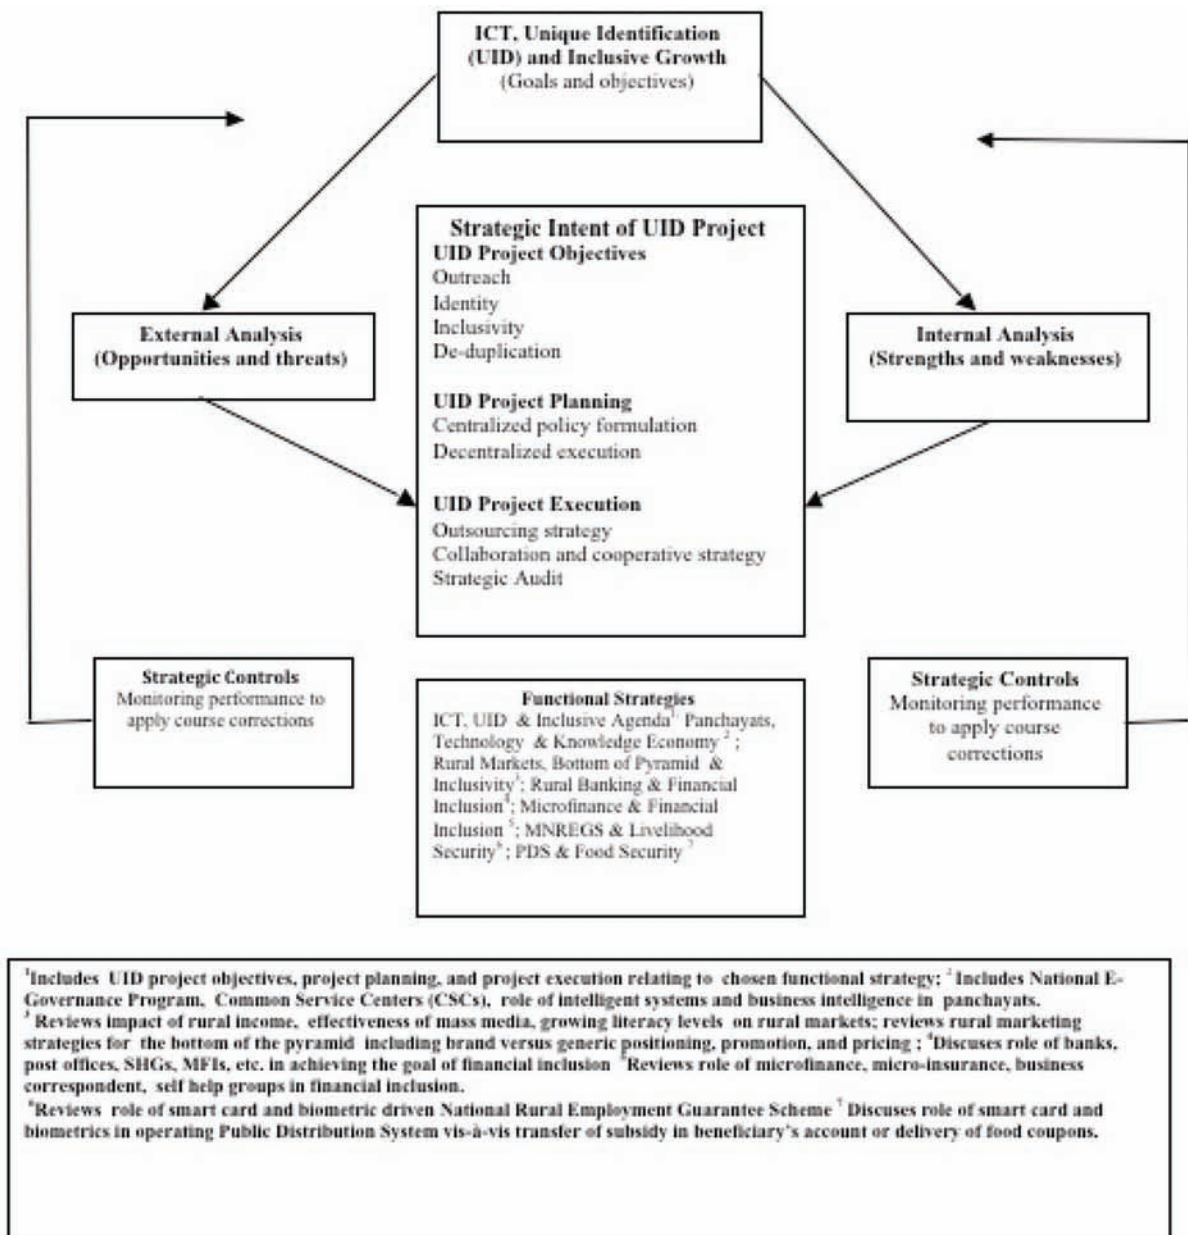 ICT, Unique Identification
(UID) and Inclusive Growth
(Goals and objectives)
Strategic Intent of UID Project
UID Project Objectives
Outreach
Identity
Inclusivity
De-duplication
UID Project Planning
Centralized policy formulation
Decentralized execution
UID Project Execution
Outsourcing strategy
Collaboration and cooperative strategy
Strategic Audit
External Analysis
(Opportunities and threats)
Internal Analysis
(Strengths and weaknesses)
Strategic Controls
Monitoring performance to
apply course corrections
Functional Strategies
ICT, UID & Inclusive Agenda¹ Panchayats,
Technology & Knowledge Economy ² ;
Rural Markets, Bottom of Pyramid &
Inclusivity³; Rural Banking & Financial
Inclusion⁴; Microfinance & Financial
Inclusion ⁵; MNREGS & Livelihood
Security⁶; PDS & Food Security ⁷
Strategic Controls
Monitoring performance
to apply course
corrections
¹Includes UID project objectives, project planning, and project execution relating to chosen functional strategy; ² Includes National E-
Governance Program, Common Service Centers (CSCs), role of intelligent systems and business intelligence in panchayats.
³ Reviews impact of rural income, effectiveness of mass media, growing literacy levels on rural markets; reviews rural marketing
strategies for the bottom of the pyramid including brand versus generic positioning, promotion, and pricing ; ⁴Discuses role of banks,
post offices, SHGs, MFIs, etc. in achieving the goal of financial inclusion ⁵Reviews role of microfinance, micro-insurance, business
correspondent, self help groups in financial inclusion.
⁶Reviews role of smart card and biometric driven National Rural Employment Guarantee Scheme ⁷ Discuses role of smart card and
biometrics in operating Public Distribution System vis-à-vis transfer of subsidy in beneficiary's account or delivery of food coupons.